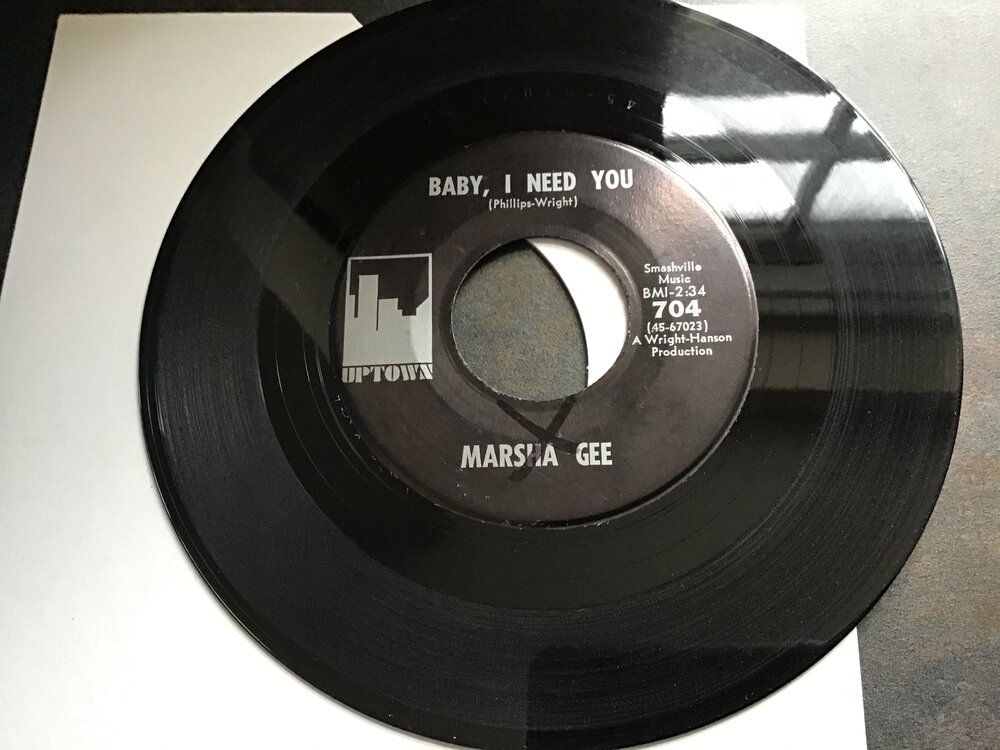 BABY, I NEED YOU
(Phillips-Wright)
UPTOWN
Smashville
Music
BMI-2:34
704
(45-67023)
A Wright-Hanson
Production
MARSHA GEE